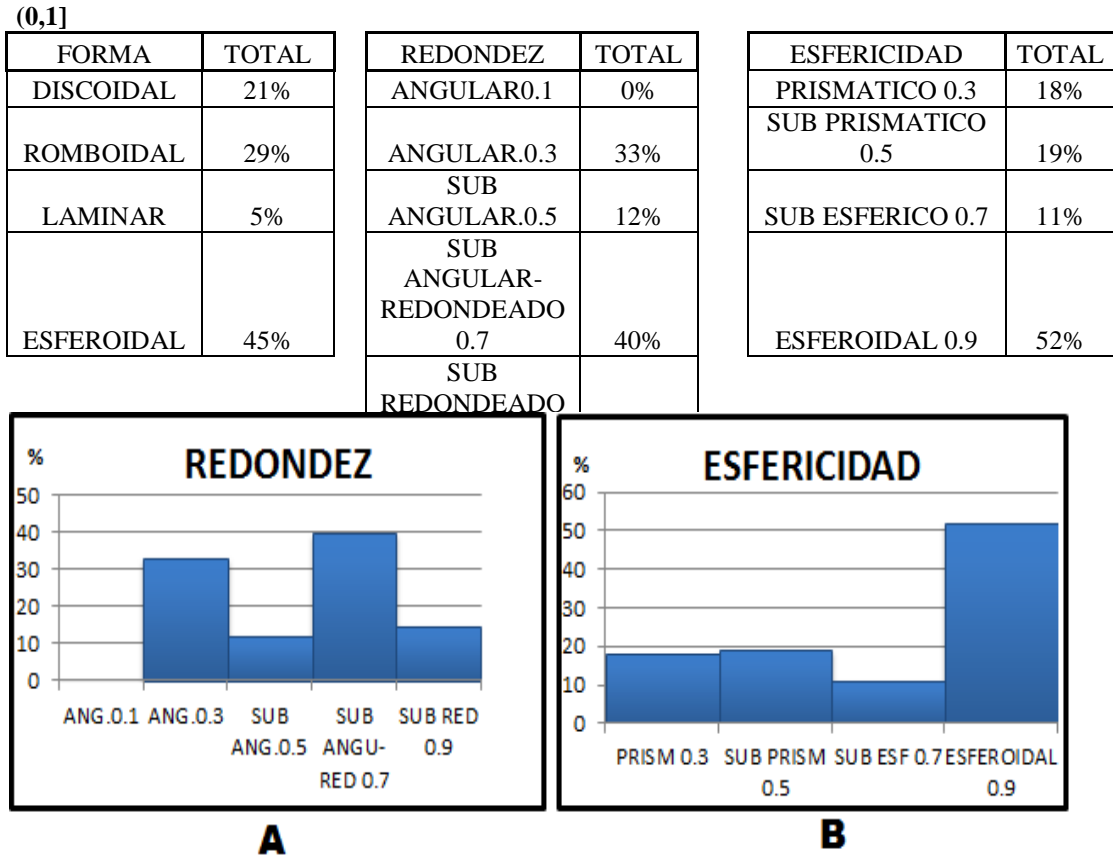 (0,1]
FORMA TOTAL
DISCOIDAL 21%
ROMBOIDAL 29%
LAMINAR 5%
ESFEROIDAL 45%
REDONDEZ TOTAL
ANGULAR0.1 0%
ANGULAR.0.3 33%
SUB
ANGULAR.0.5 12%
SUB
ANGULAR-
REDONDEADO
0.7 40%
SUB
REDONDEADO
ESFERICIDAD TOTAL
PRISMATICO 0.3 18%
SUB PRISMATICO
0.5 19%
SUB ESFERICO 0.7 11%
ESFEROIDAL 0.9 52%
REDONDEZ
%
50
40
30
20
10
0
ANG.0.1 ANG.0.3 SUB SUB SUB RED
ANG.0.5 ANGU- 0.9
RED 0.7
A
ESFERICIDAD
%
60
50
40
30
20
10
0
PRISM 0.3 SUB PRISM SUB ESF 0.7 ESFEROIDAL
0.5 0.9
B